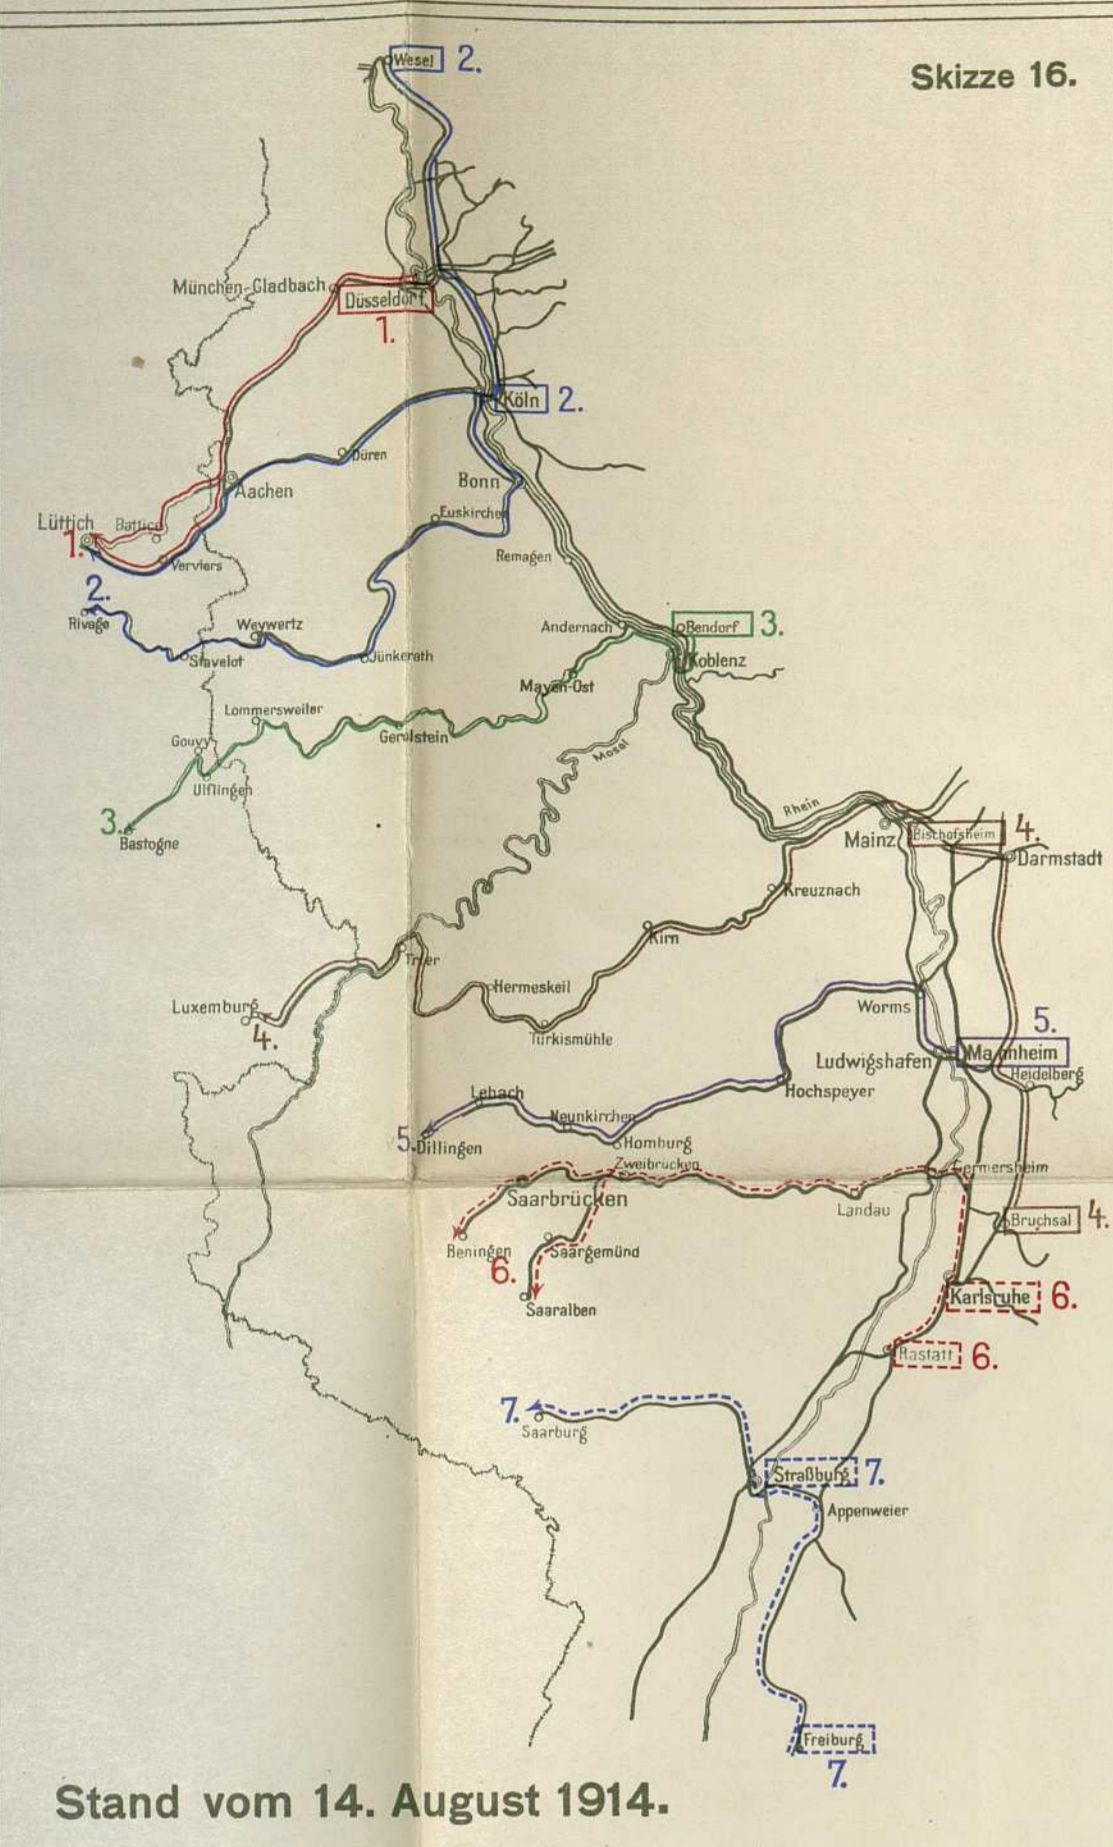 Skizze 16.
Wesel 2.
München-Gladbach
Düsseldorf
1.
Köln 2.
Düren
Aachen
Bonn
Lüttich
Battice
1.
Euskirchen
Verviers
Remagen
2.
Rivage
Weywertz
Stavelot
Jünkerath
Andernach
Bendorf 3.
Koblenz
Mayen-Ost
Lommersweiler
Gerolstein
Gouvy
Mosel
Ulflingen
3.
Bastogne
Rhein
Mainz
Bischofsheim 4.
Darmstadt
Kreuznach
Kirn
Trier
Hermeskeil
Luxemburg
4.
Türkismühle
Worms
5.
Ludwigshafen
Mannheim
Heidelberg
Hochspeyer
Lebach
Neunkirchen
5.
Dillingen
Homburg
Zweibrücken
Germersheim
Saarbrücken
Landau
Bruchsal 4.
Beningen
Saargemünd
6.
Saaralben
Karlsruhe 6.
Rastatt 6.
7.
Saarburg
Straßburg 7.
Appenweier
Freiburg
7.
Stand vom 14. August 1914.